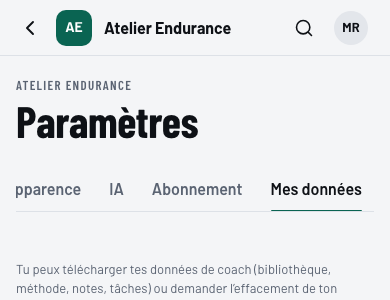 AE Atelier Endurance MR
ATELIER ENDURANCE
Paramètres
pparence IA Abonnement Mes données
Tu peux télécharger tes données de coach (bibliothèque,
méthode, notes, tâches) ou demander l'effacement de ton